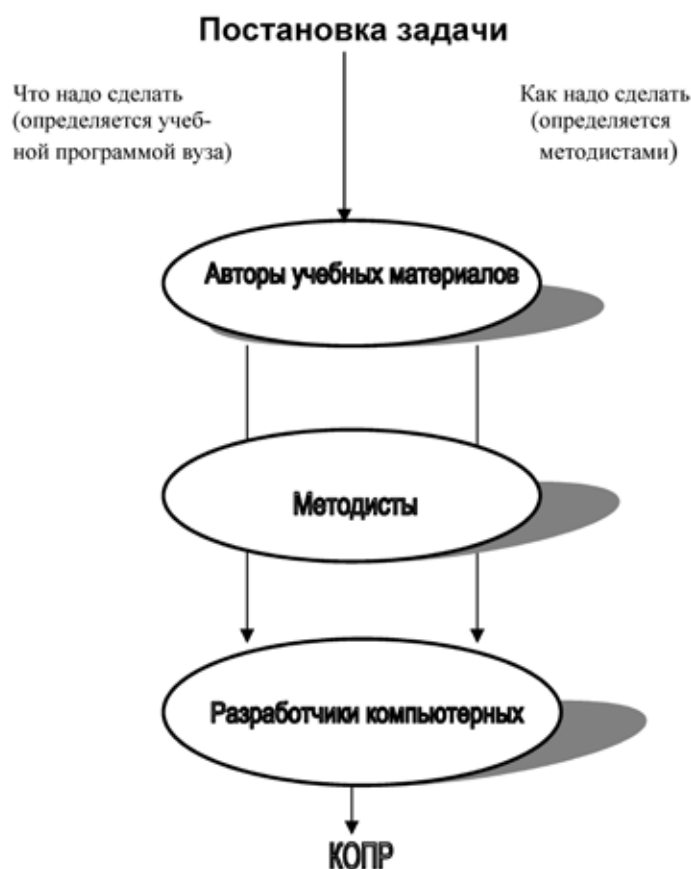 Постановка задачи
Что надо сделать
(определяется учеб-
ной программой вуза)
Как надо сделать
(определяется
методистами)
Авторы учебных материалов
Методисты
Разработчики компьютерных
КОПР